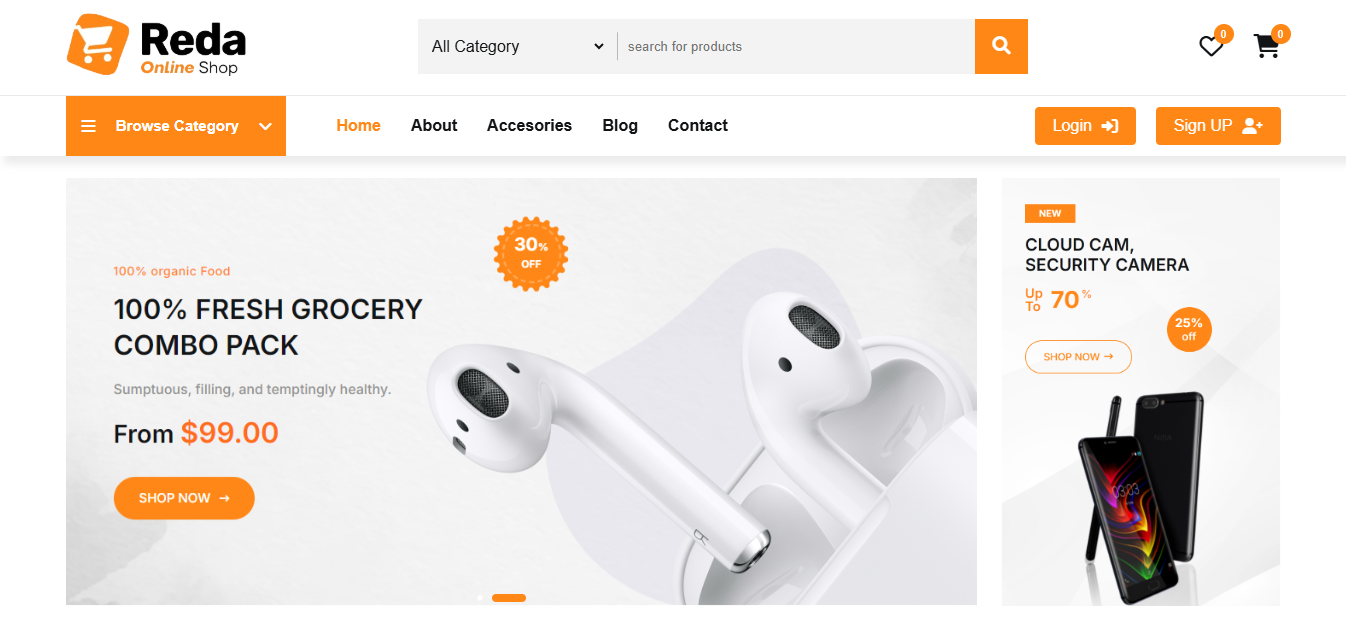 Reda
Online Shop
All Category
search for products
0
0
Browse Category
Home
About
Accesories
Blog
Contact
Login
Sign UP
100% organic Food
100% FRESH GROCERY
COMBO PACK
Sumptuous, filling, and temptingly healthy.
From $99.00
SHOP NOW →
30%
OFF
NEW
CLOUD CAM,
SECURITY CAMERA
Up
To 70%
25%
off
SHOP NOW →
03:03